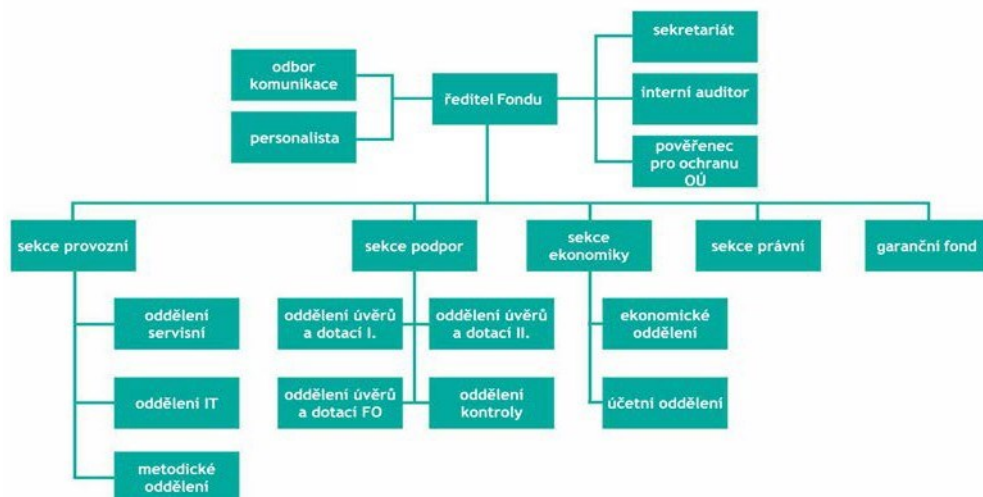 sekretariát
odbor
komunikace
ředitel Fondu
interní auditor
personalista
pověřenec
pro ochranu
OÚ
sekce provozní
sekce podpor
sekce
ekonomiky
sekce právní
garanční fond
oddělení
servisní
oddělení úvěrů
a dotací I.
oddělení úvěrů
a dotací II.
ekonomické
oddělení
oddělení IT
oddělení úvěrů
a dotací FO
oddělení
kontroly
účetní oddělení
metodické
oddělení